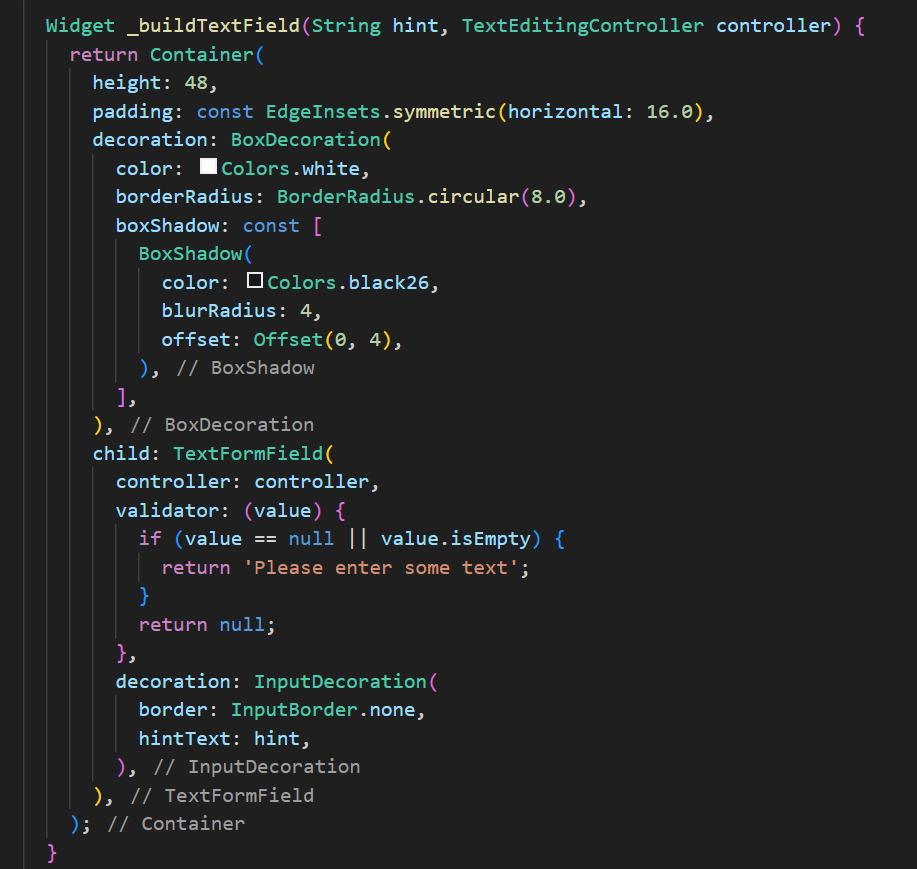 Widget _buildTextField(String hint, TextEditingController controller) {
  return Container(
    height: 48,
    padding: const EdgeInsets.symmetric(horizontal: 16.0),
    decoration: BoxDecoration(
      color: Colors.white,
      borderRadius: BorderRadius.circular(8.0),
      boxShadow: const [
        BoxShadow(
          color: Colors.black26,
          blurRadius: 4,
          offset: Offset(0, 4),
        ), // BoxShadow
      ],
    ), // BoxDecoration
    child: TextFormField(
      controller: controller,
      validator: (value) {
        if (value == null || value.isEmpty) {
          return 'Please enter some text';
        }
        return null;
      },
      decoration: InputDecoration(
        border: InputBorder.none,
        hintText: hint,
      ), // InputDecoration
    ), // TextFormField
  ); // Container
}